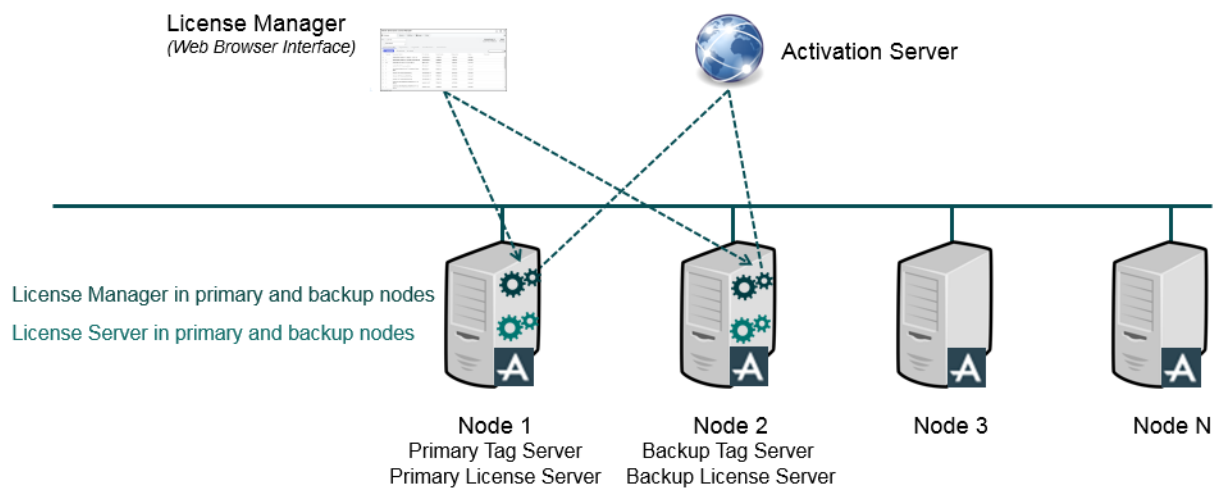 License Manager
(Web Browser Interface)
Activation Server
License Manager in primary and backup nodes
License Server in primary and backup nodes
Node 1
Primary Tag Server
Primary License Server
Node 2
Backup Tag Server
Backup License Server
Node 3
Node N